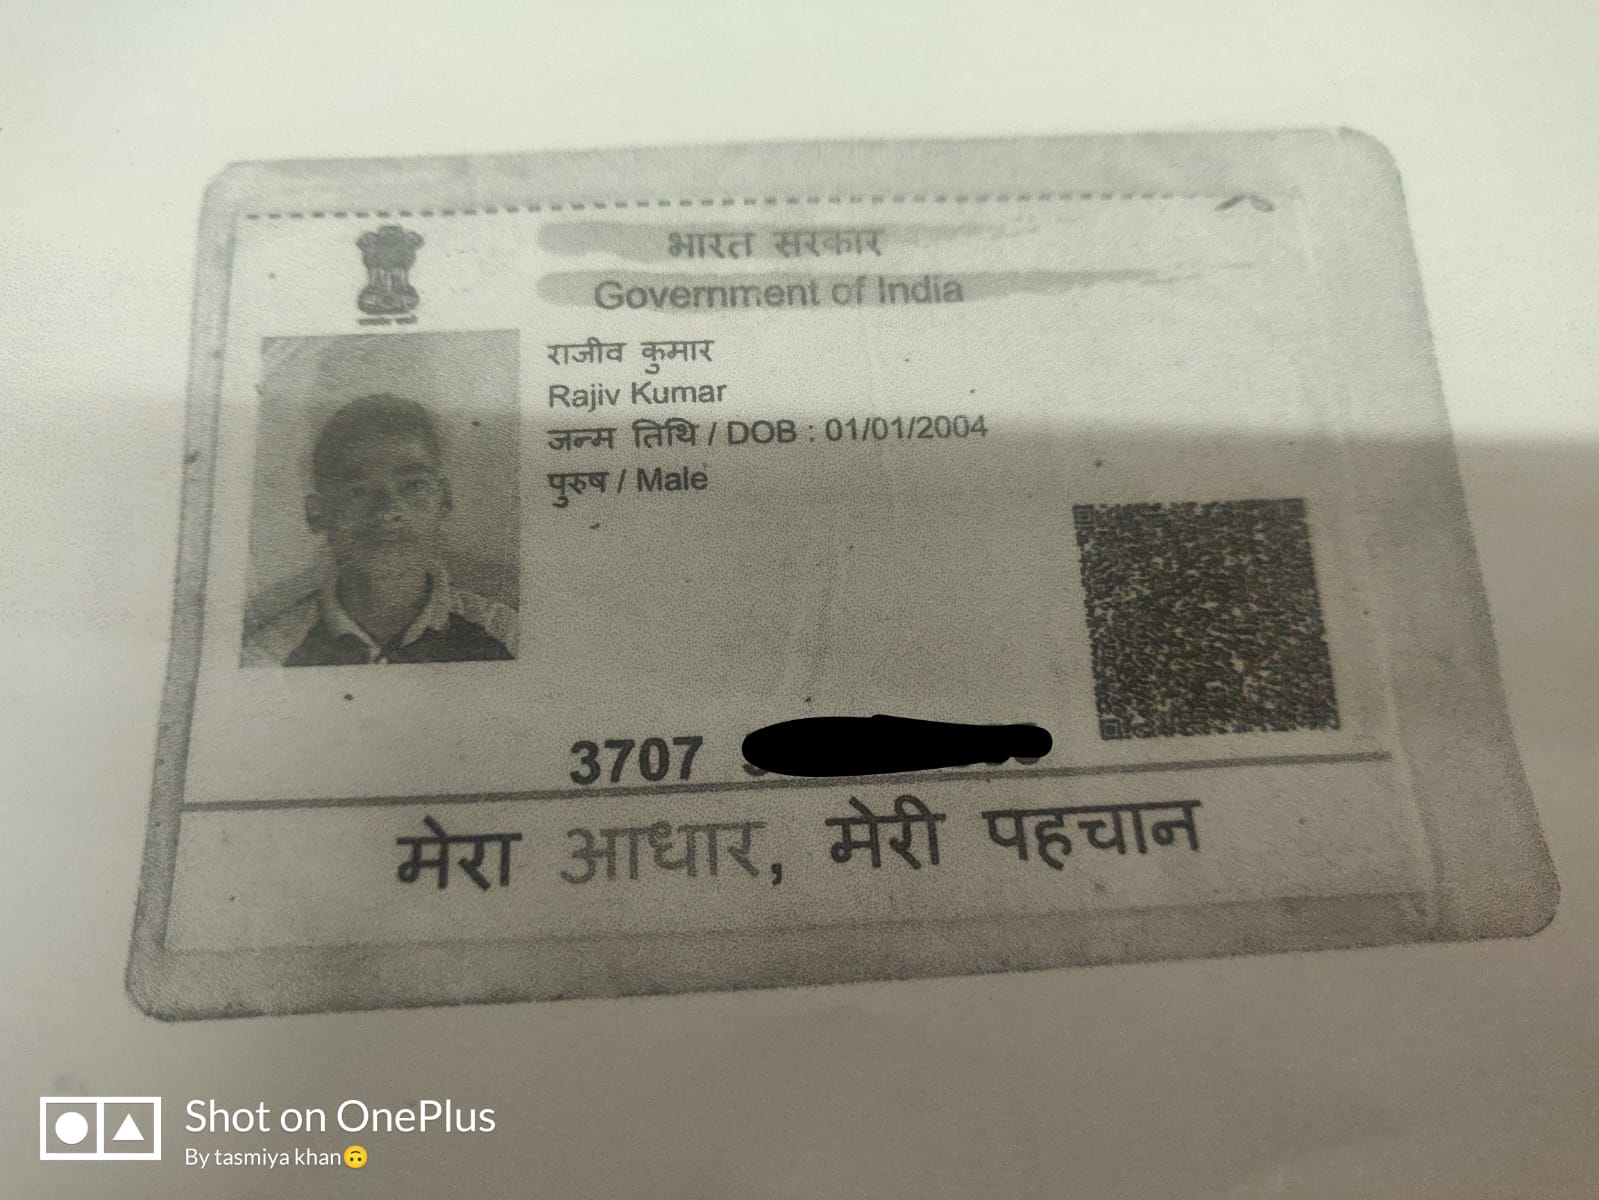 भारत सरकार
Government of India
राजीव कुमार
Rajiv Kumar
जन्म तिथि / DOB : 01/01/2004
पुरुष / Male
3707
मेरा आधार, मेरी पहचान
Shot on OnePlus
By tasmiya khan🙃